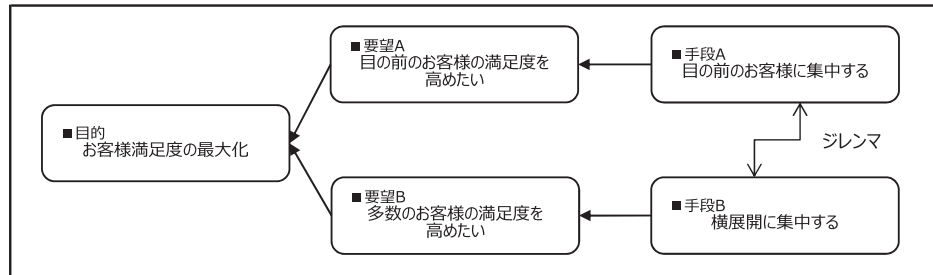 ■目的
お客様満足度の最大化
■要望A
目の前のお客様の満足度を
高めたい
■手段A
目の前のお客様に集中する
ジレンマ
■要望B
多数のお客様の満足度を
高めたい
■手段B
横展開に集中する